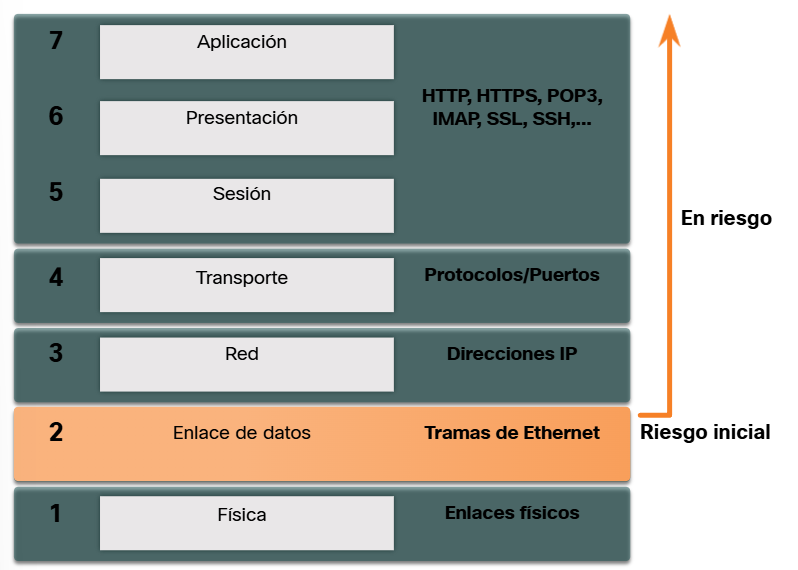 7
Aplicación
HTTP, HTTPS, POP3,
IMAP, SSL, SSH,...
6
Presentación
5
Sesión
En riesgo
4
Transporte
Protocolos/Puertos
3
Red
Direcciones IP
2
Enlace de datos
Tramas de Ethernet
Riesgo inicial
1
Física
Enlaces físicos